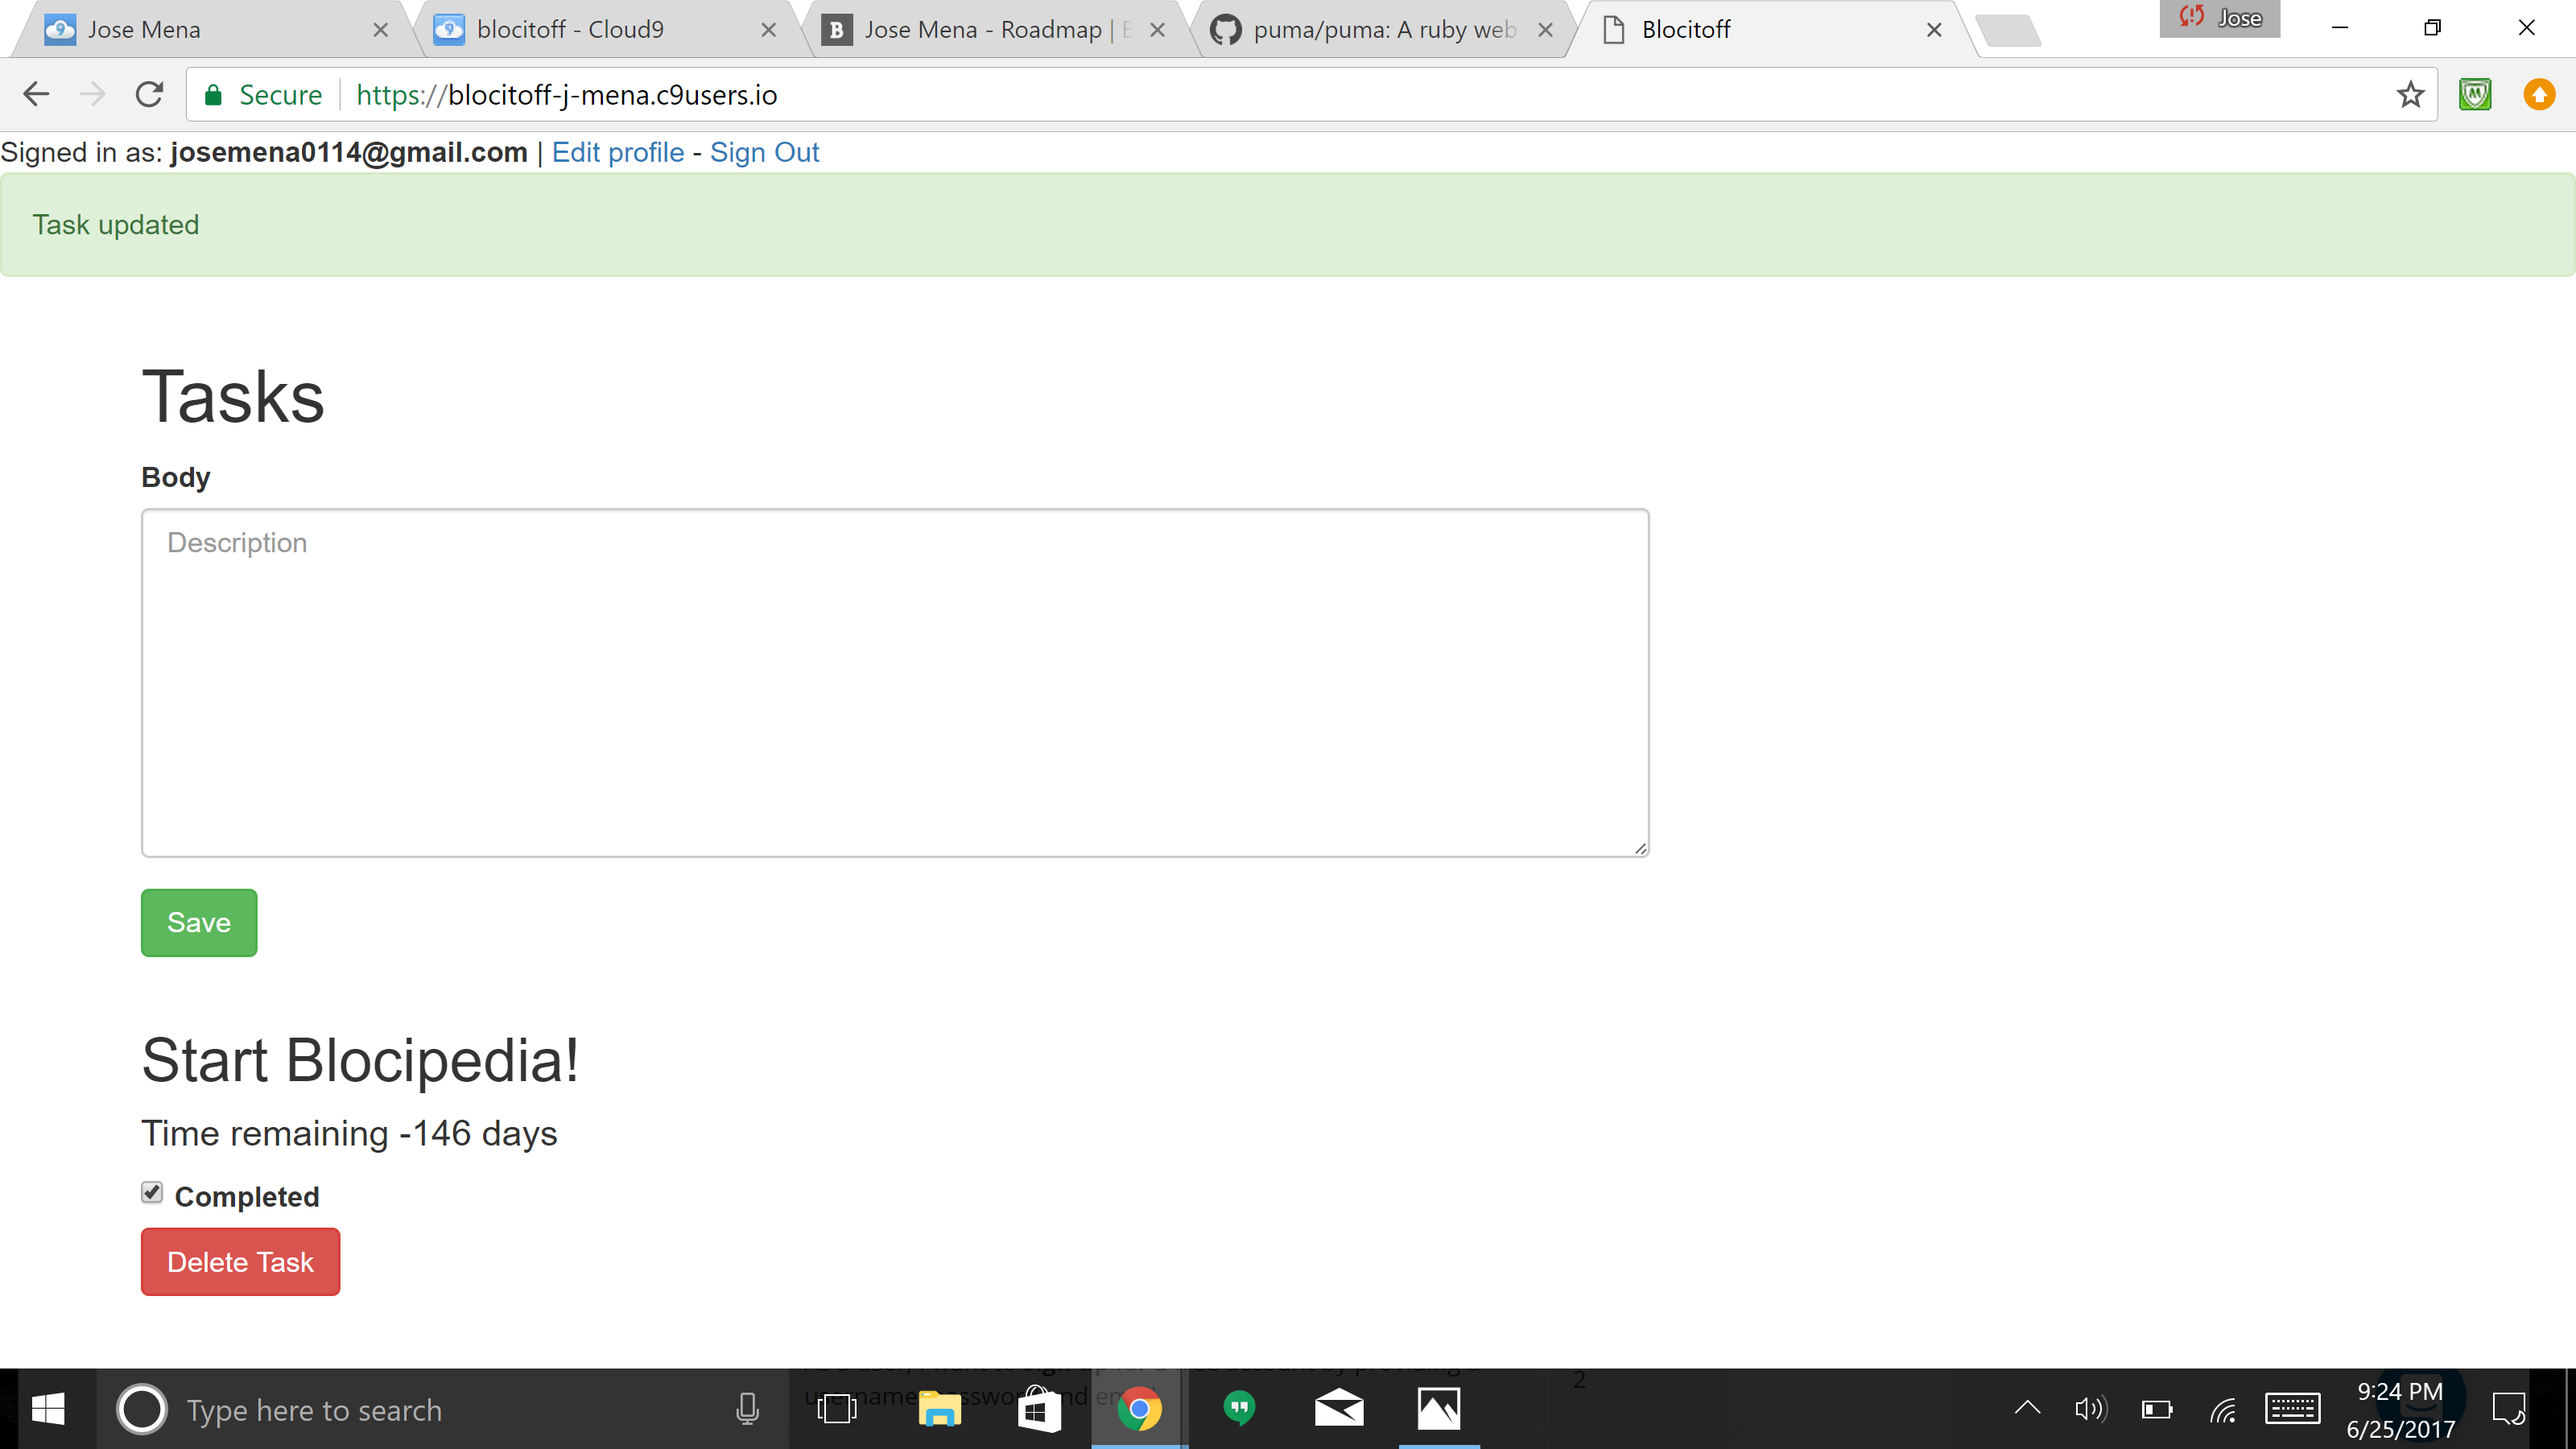 Jose Mena
blocitoff - Cloud9
Jose Mena - Roadmap |
puma/puma: A ruby web
Blocitoff
Jose
Secure
https://blocitoff-j-mena.c9users.io
Signed in as: josemena0114@gmail.com | Edit profile - Sign Out
Task updated
Tasks
Body
Description
Save
Start Blocipedia!
Time remaining -146 days
Completed
Delete Task
Type here to search
2
9:24 PM
6/25/2017